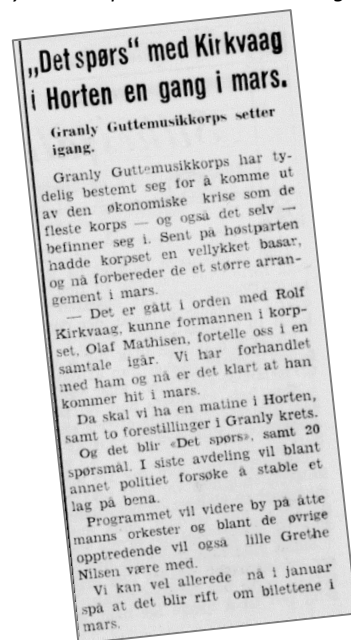 „Det spørs“ med Kirkvaag
i Horten en gang i mars.
Granly Guttemusikkorps setter
igang.
Granly Guttemusikkorps har ty-
delig bestemt seg for å komme ut
av den økonomiske krise som de
fleste korps — og også det selv —
befinner seg i. Sent på høstparten
hadde korpset en vellykket basar,
og nå forbereder de et større arran-
gement i mars.
— Det er gått i orden med Rolf
Kirkvaag, kunne formannen i korp-
set, Olaf Mathisen, fortelle oss i en
samtale igår. Vi har forhandlet
med ham og nå er det klart at han
kommer hit i mars.
Da skal vi ha en matine i Horten,
samt to forestillinger i Granly krets.
Og det blir «Det spørs», samt 20
spørsmål. I siste avdeling vil blant
annet politiet forsøke å stable et
lag på bena.
Programmet vil videre by på åtte
manns orkester og blant de øvrige
opptredende vil også lille Grethe
Nilsen være med.
Vi kan vel allerede nå i januar
spå at det blir rift om bilettene i
mars.